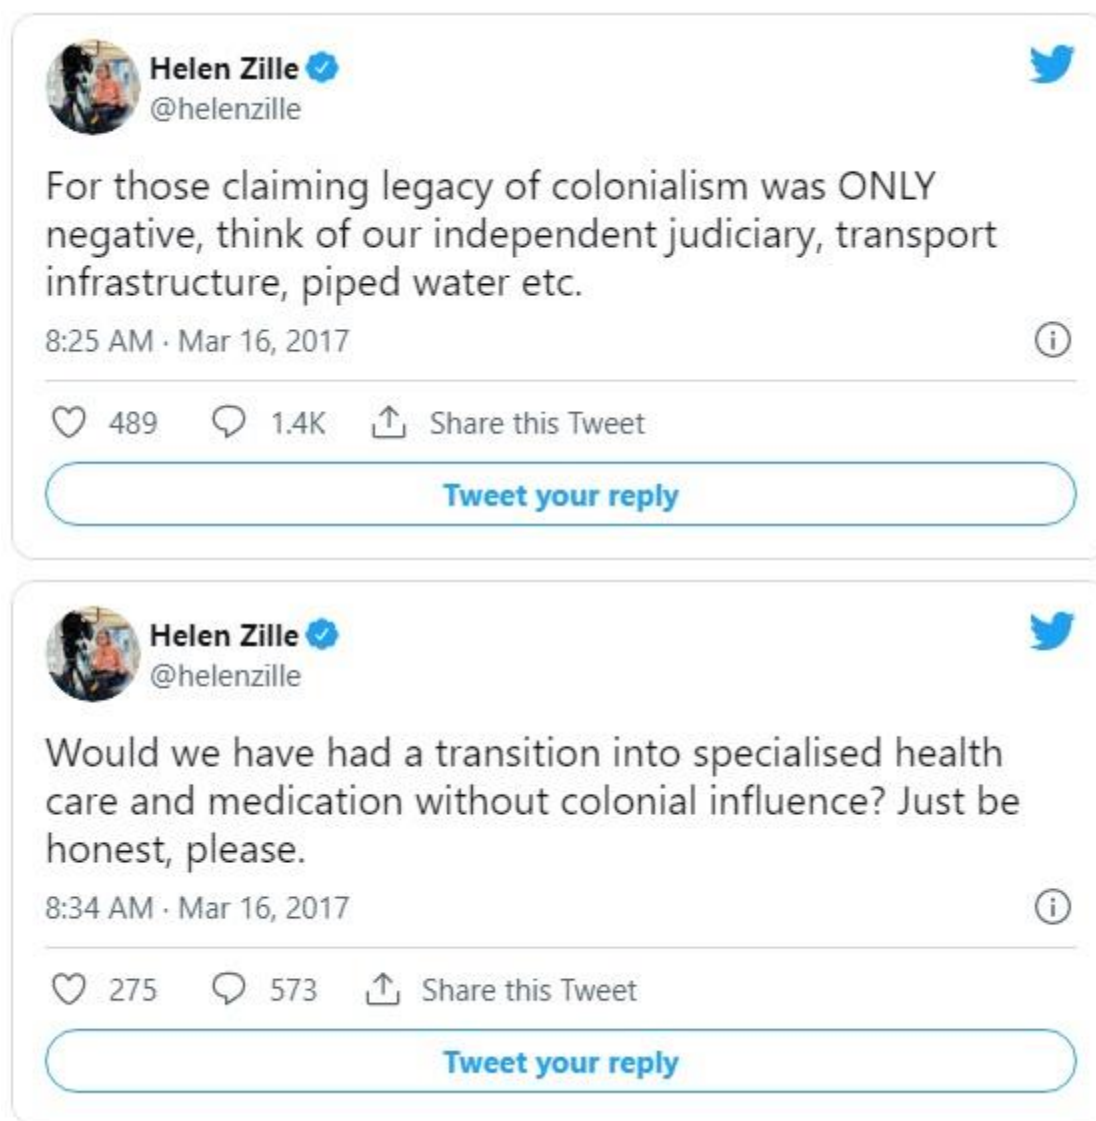 Helen Zille
@helenzille
For those claiming legacy of colonialism was ONLY
negative, think of our independent judiciary, transport
infrastructure, piped water etc.
8:25 AM · Mar 16, 2017
489 1.4K Share this Tweet
Tweet your reply
Helen Zille
@helenzille
Would we have had a transition into specialised health
care and medication without colonial influence? Just be
honest, please.
8:34 AM · Mar 16, 2017
275 573 Share this Tweet
Tweet your reply